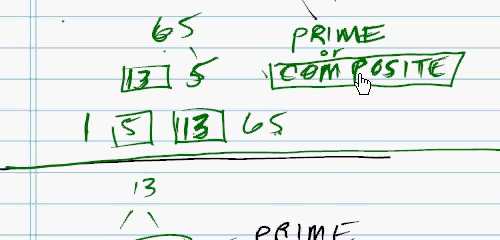 65
PRIME
or
13 5
COMPOSITE
1 5 13 65
13
PRIME